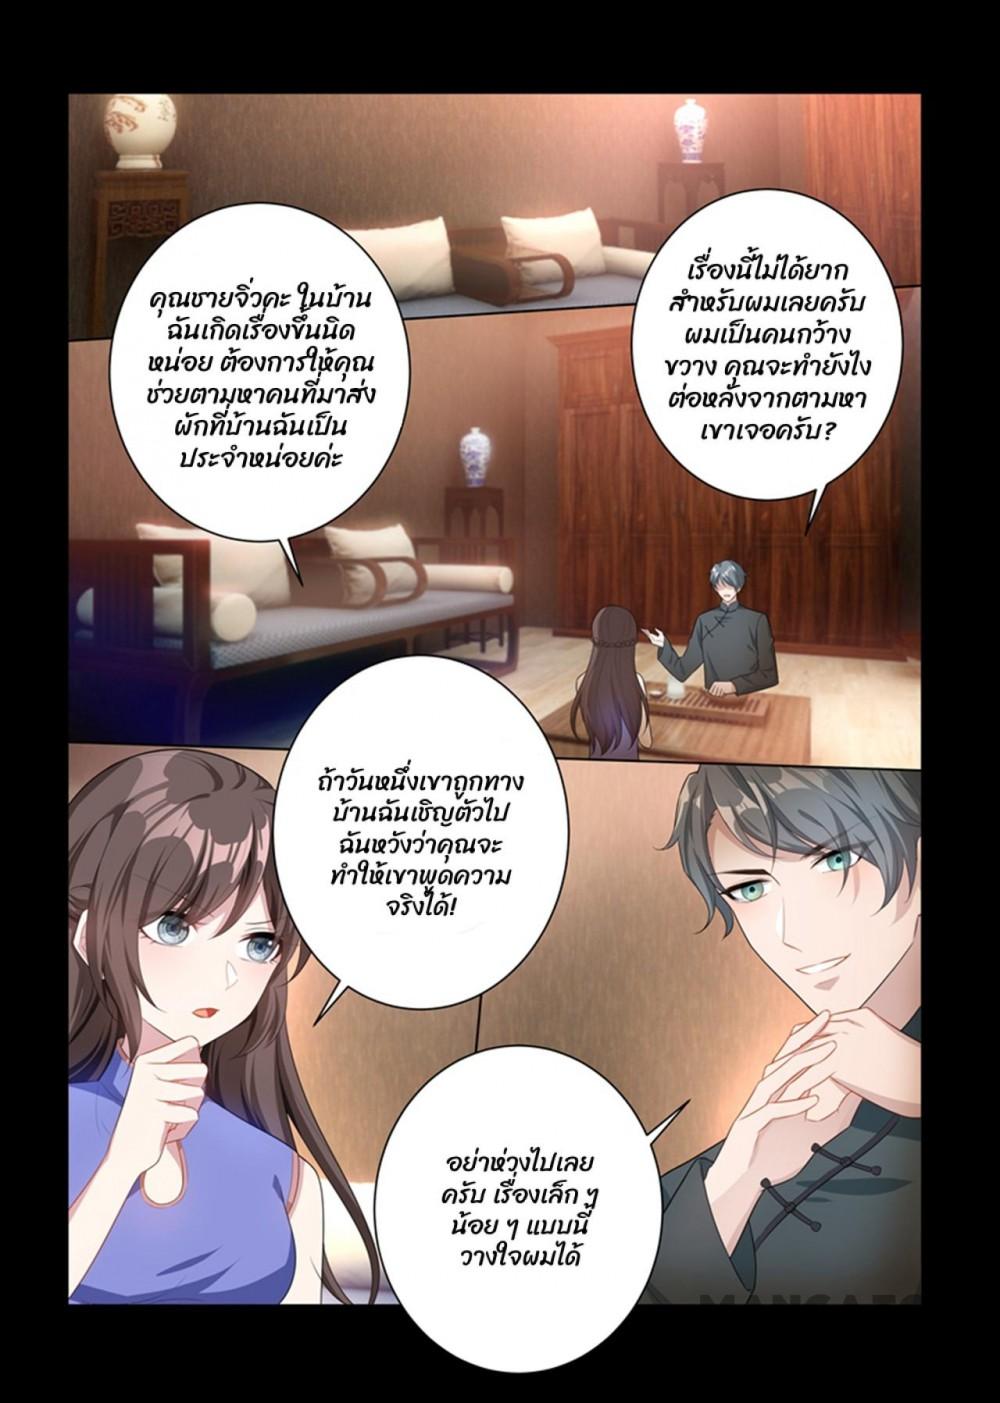 คุณชายจิ่วคะ ในบ้าน
ฉันเกิดเรื่องขึ้นนิด
หน่อย ต้องการให้คุณ
ช่วยตามหาคนที่มาส่ง
ผักที่บ้านฉันเป็น
ประจำหน่อยค่ะ
เรื่องนี้ไม่ได้ยาก
สำหรับผมเลยครับ
ผมเป็นคนกว้าง
ขวาง คุณจะทำยังไง
ต่อหลังจากตามหา
เขาเจอครับ?
ถ้าวันหนึ่งเขาถูกทาง
บ้านฉันเชิญตัวไป
ฉันหวังว่าคุณจะ
ทำให้เขาพูดความ
จริงได้!
อย่าห่วงไปเลย
ครับ เรื่องเล็ก ๆ
น้อย ๆ แบบนี้
วางใจผมได้